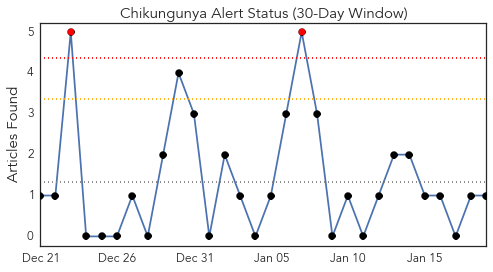 Chikungunya Alert Status (30-Day Window)
Articles Found
5
4
3
2
1
0
Dec 21 Dec 26 Dec 31 Jan 05 Jan 10 Jan 15